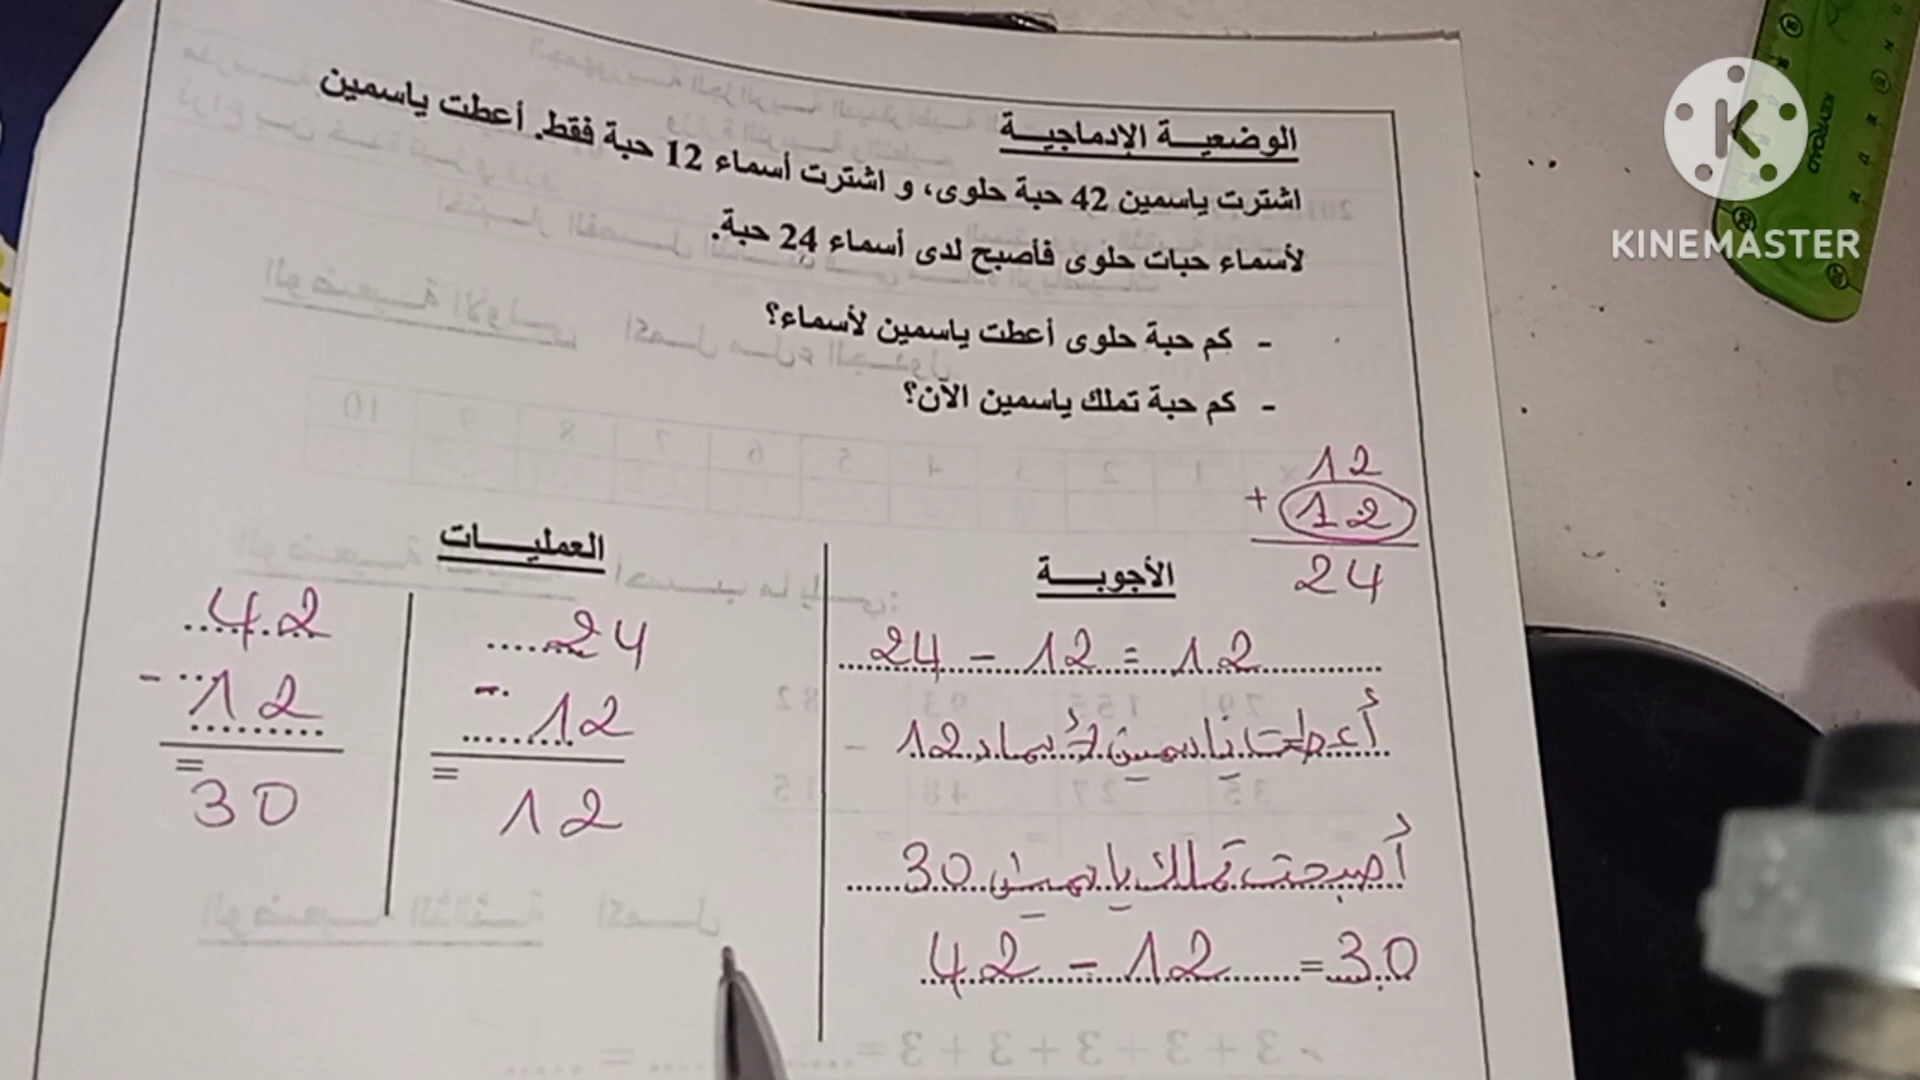 الوضعية الإدماجية
اشترت ياسمين 42 حبة حلوى، و اشترت أسماء 12 حبة فقط. أعطت ياسمين
لأسماء حبات حلوى فأصبح لدى أسماء 24 حبة.
- كم حبة حلوى أعطت ياسمين لأسماء؟
- كم حبة تملك ياسمين الآن؟
12
+ 12
24
الأجوبة
24 - 12 = 12
أعطت ياسمين لأسماء 12
أصبحت تملك ياسمين 30
42 - 12 = 30
العمليات
24
- 12
=
12
42
- 12
=
30
KINEMASTER
KEYROAD